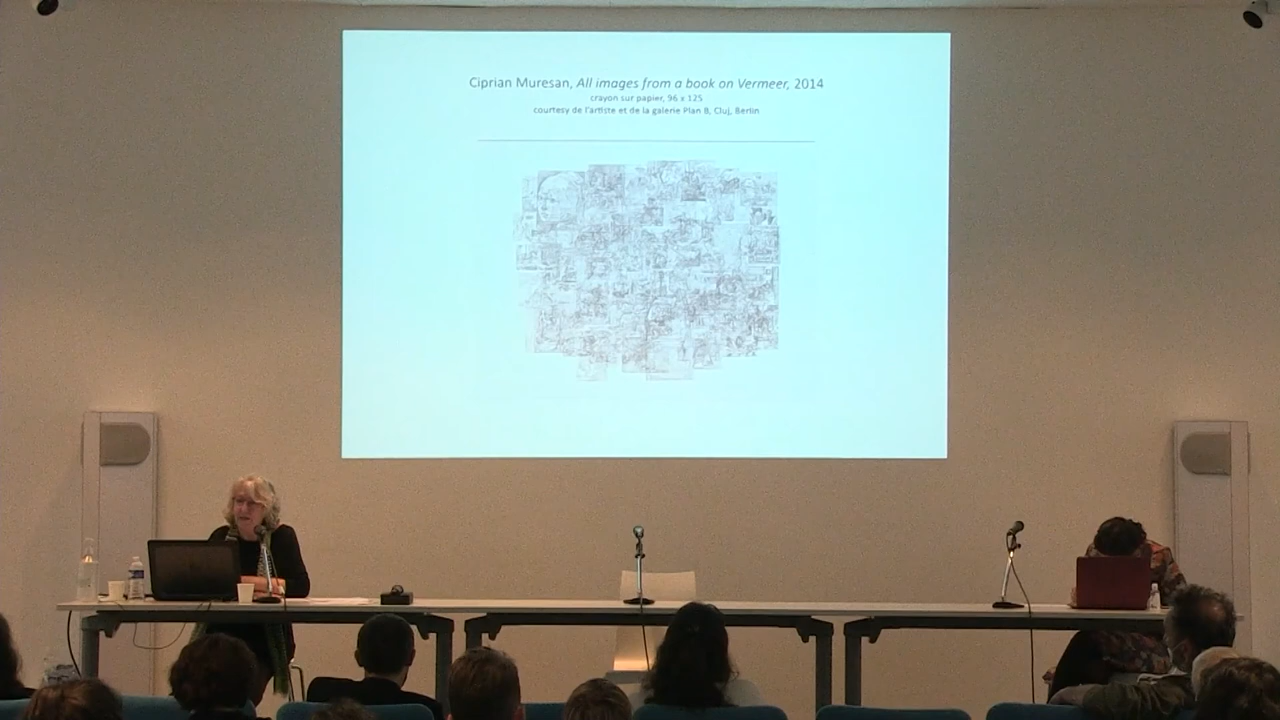 Ciprian Muresan, All images from a book on Vermeer, 2014
crayon sur papier, 96 x 125
courtesy de l'artiste et de la galerie Plan B, Cluj, Berlin